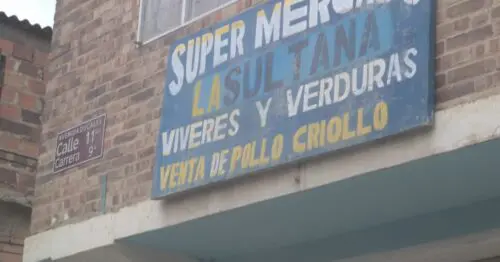 SUPER MERCADO
LA SULTANA
VIVERES Y VERDURAS
VENTA DE POLLO CRIOLLO
Calle 11
Carrera 9